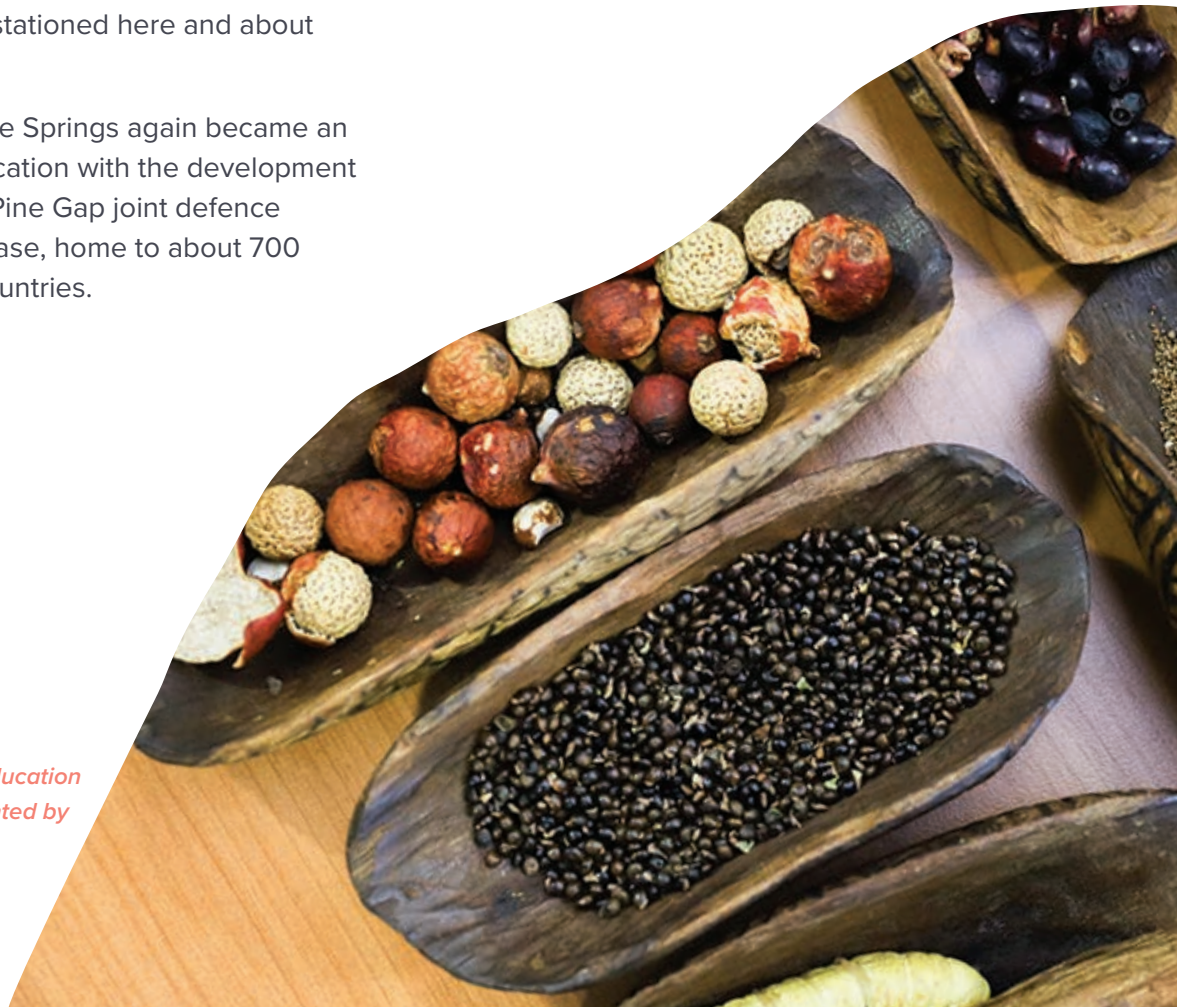 stationed here and about
e Springs again became an
cation with the development
Pine Gap joint defence
ase, home to about 700
untries.
ucation
ted by